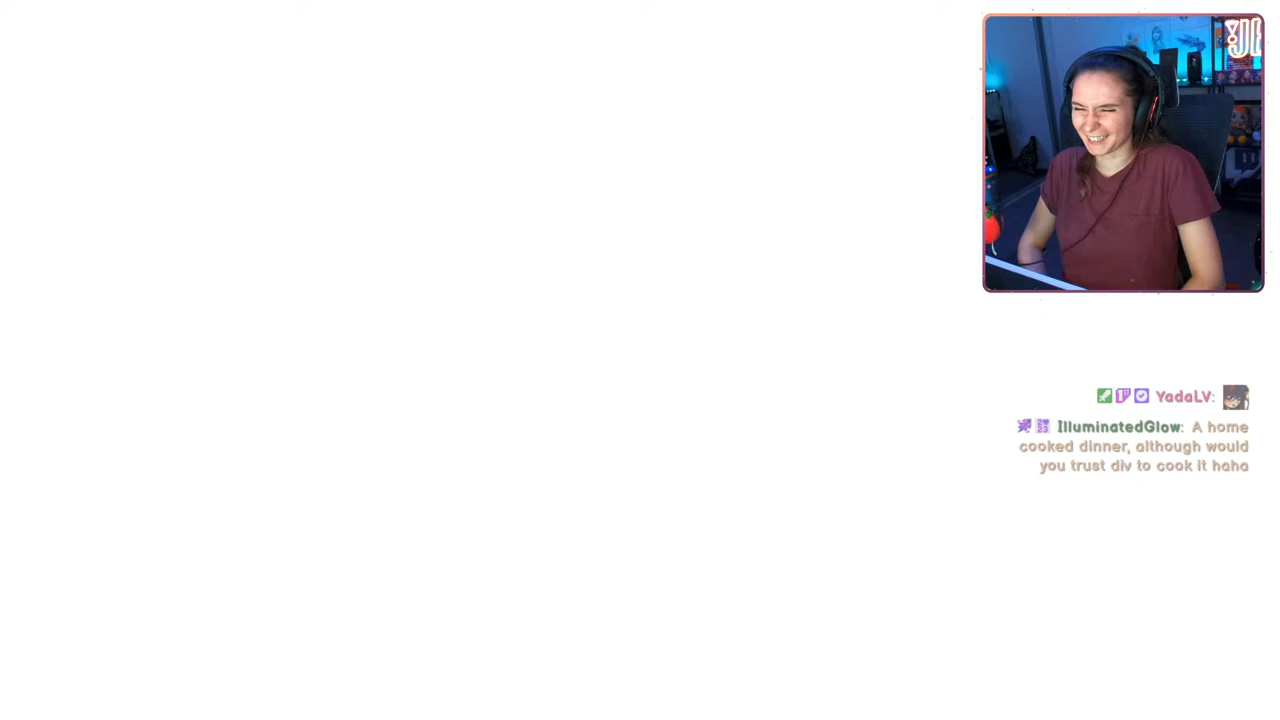 YadaLV:
IlluminatedGlow: A home
cooked dinner, although would
you trust div to cook it haha